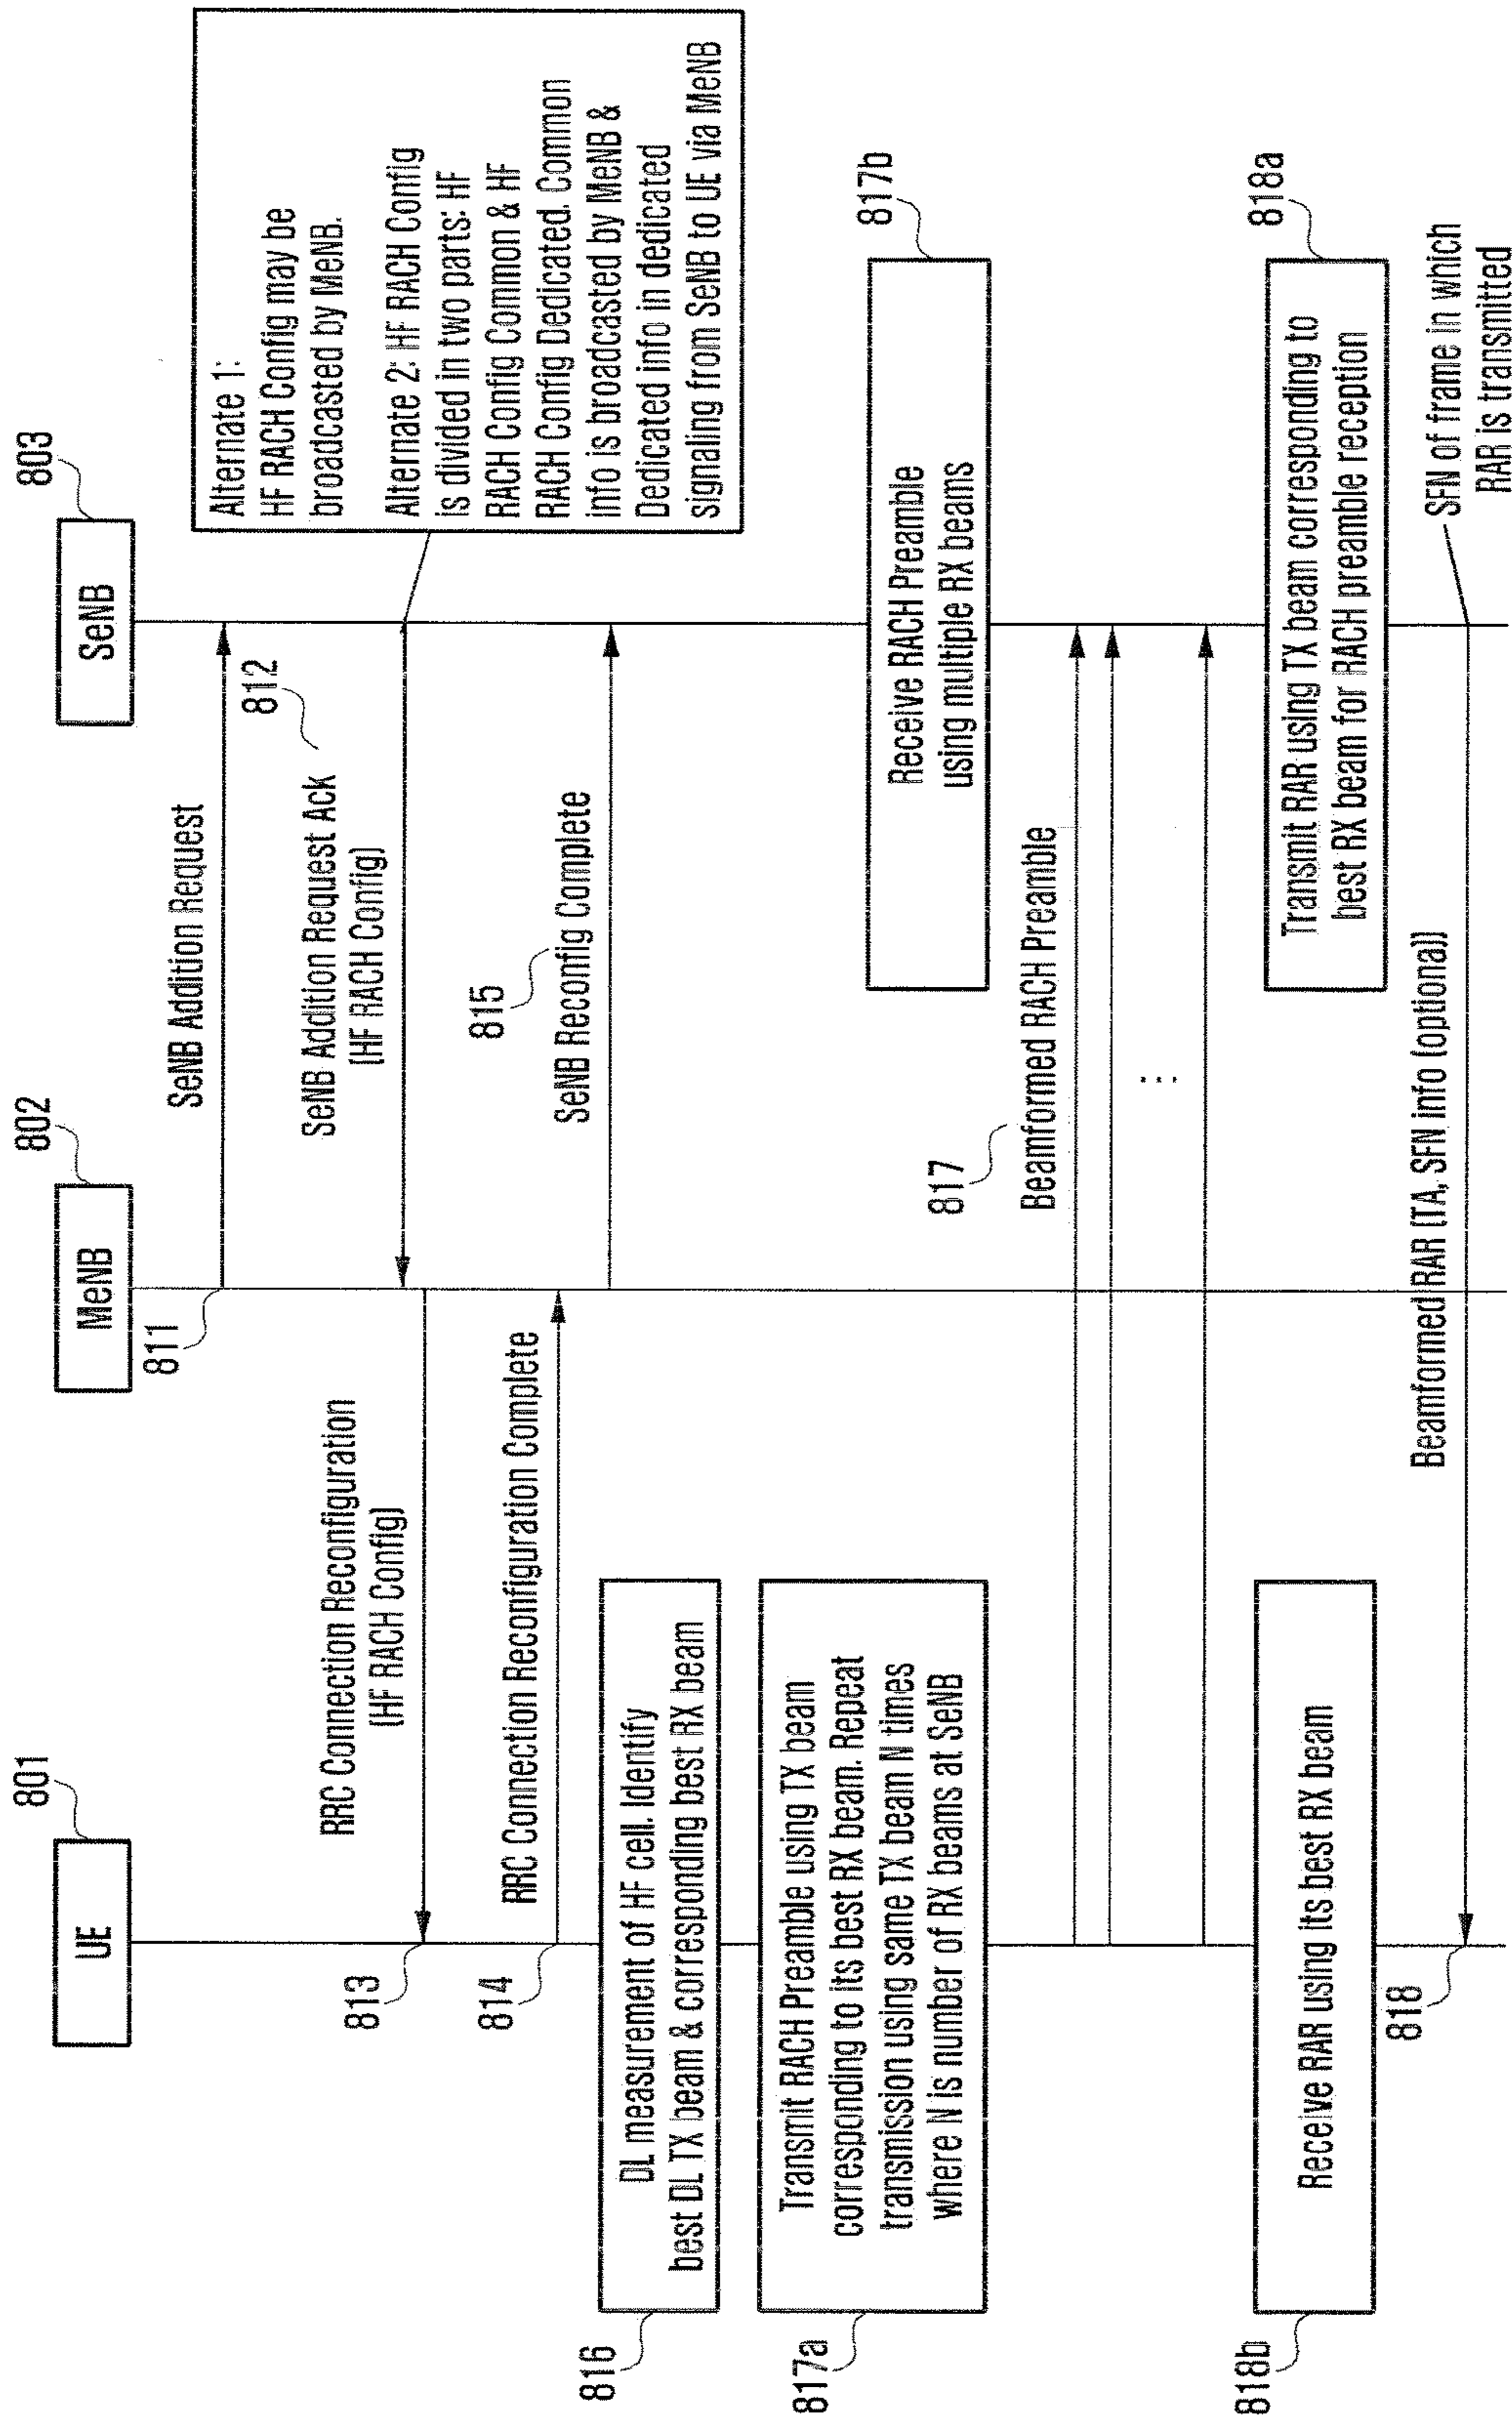 801
UE
802
MeNB
803
SeNB
811
SeNB Addition Request
812
SeNB Addition Request Ack
(HF RACH Config)
Alternate 1:
HF RACH Config may be
broadcasted by MeNB.
Alternate 2: HF RACH Config
is divided in two parts: HF
RACH Config Common & HF
RACH Config Dedicated. Common
info is broadcasted by MeNB &
Dedicated info in dedicated
signaling from SeNB to UE via MeNB
RRC Connection Reconfiguration
(HF RACH Config)
813
RRC Connection Reconfiguration Complete
814
815
SeNB Reconfig Complete
816
DL measurement of HF cell. Identify
best DL TX beam & corresponding best RX beam
817a
Transmit RACH Preamble using TX beam
corresponding to its best RX beam. Repeat
transmission using same TX beam N times
where N is number of RX beams at SeNB
817b
Receive RACH Preamble
using multiple RX beams
817
Beamformed RACH Preamble
...
818a
Transmit RAR using TX beam corresponding to
best RX beam for RACH preamble reception
818b
Receive RAR using its best RX beam
818
Beamformed RAR (TA, SFN info (optional))
SFN of frame in which
RAR is transmitted